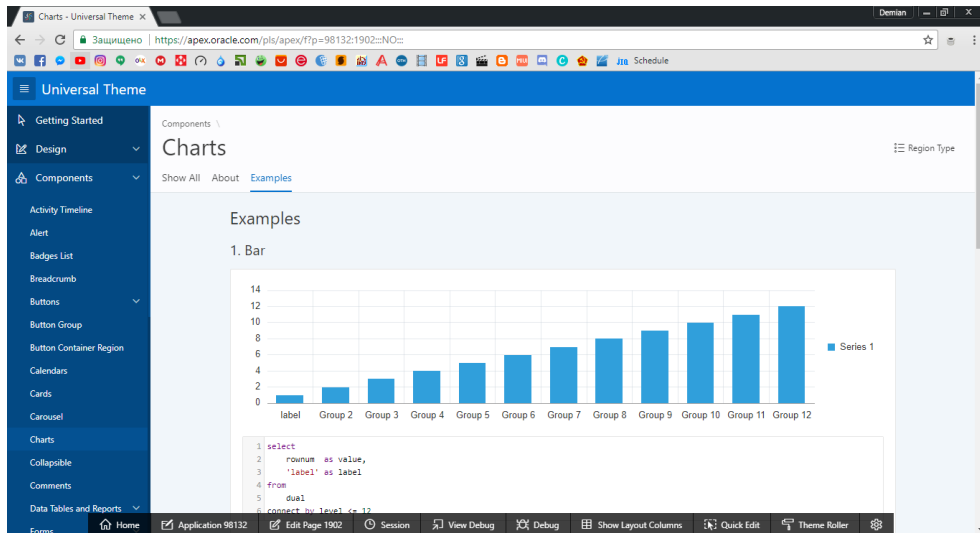 Charts - Universal Theme
Demian
Защищено
https://apex.oracle.com/pls/apex/f?p=98132:1902:::NO:::
Schedule
Universal Theme
Getting Started
Design
Components
Activity Timeline
Alert
Badges List
Breadcrumb
Buttons
Button Group
Button Container Region
Calendars
Cards
Carousel
Charts
Collapsible
Comments
Data Tables and Reports
Forms
Components \
Charts
Region Type
Show All About Examples
Examples
1. Bar
14
12
10
8
6
4
2
0
label Group 2 Group 3 Group 4 Group 5 Group 6 Group 7 Group 8 Group 9 Group 10 Group 11 Group 12
Series 1
1 select
2 rownum as value,
3 'label' as label
4 from
5 dual
6 connect by level <= 12
Home Application 98132 Edit Page 1902 Session View Debug Debug Show Layout Columns Quick Edit Theme Roller